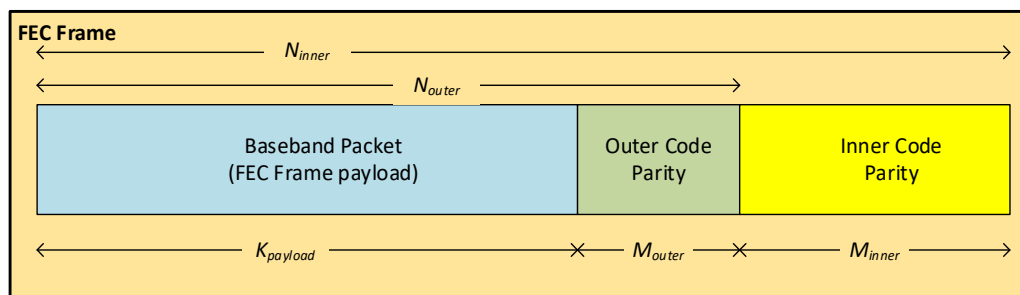 FEC Frame
N_inner
N_outer
Baseband Packet
(FEC Frame payload)
Outer Code
Parity
Inner Code
Parity
K_payload
M_outer
M_inner